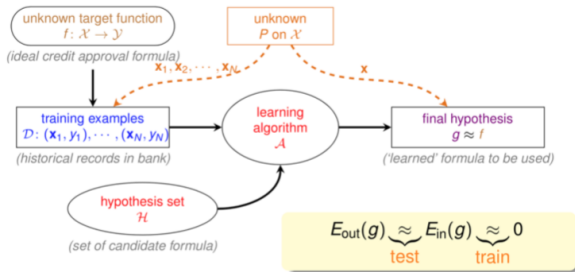 unknown target function
f: 𝒳 → 𝒴
(ideal credit approval formula)
unknown
P on 𝒳
x₁, x₂, ⋯, x_N
x
training examples
𝒟: (x₁, y₁), ⋯, (x_N, y_N)
(historical records in bank)
learning
algorithm
𝒜
final hypothesis
g ≈ f
('learned' formula to be used)
hypothesis set
ℋ
(set of candidate formula)
E_out(g) ≈ E_in(g) ≈ 0
test train